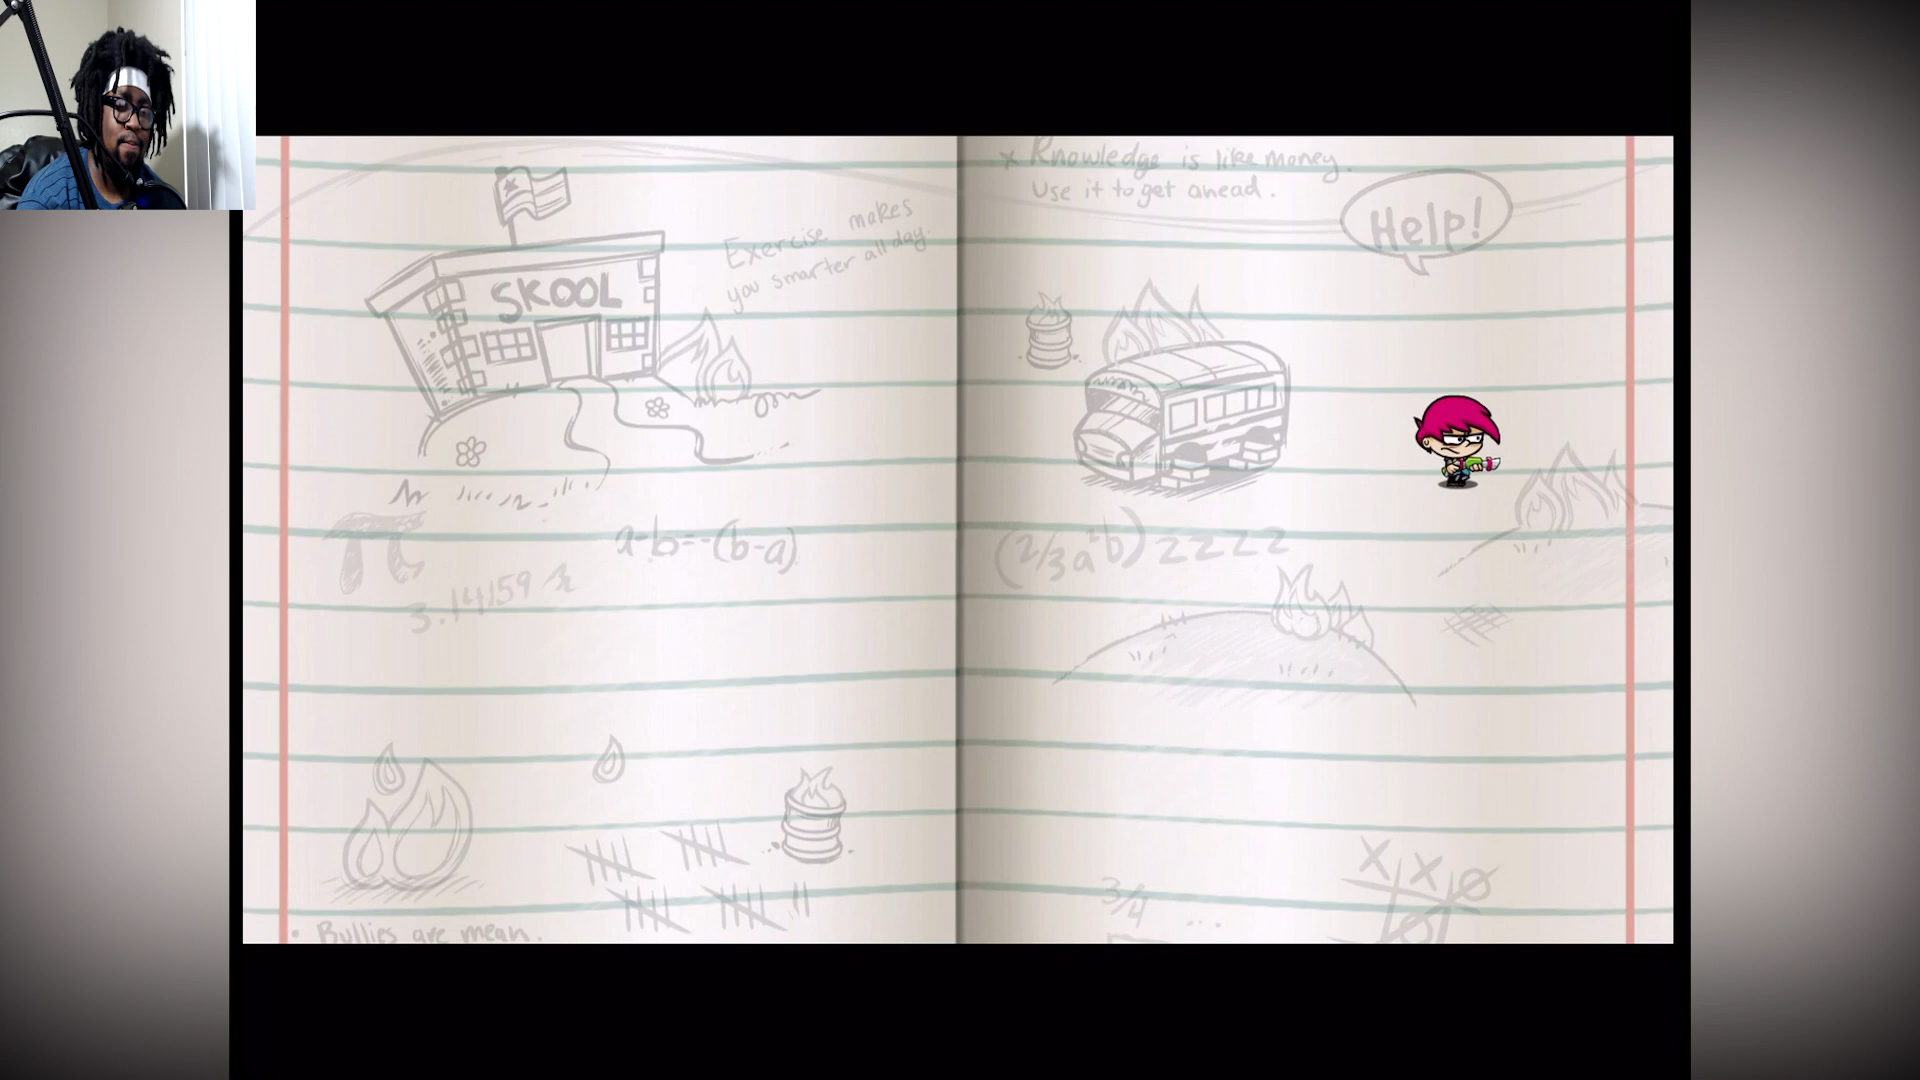 x Knowledge is like money.
Use it to get ahead.
Help!
Exercise makes
you smarter all day.
SKOOL
a-b=-(b-a)
(2/3a²b) z z z z
3.14159
π
3/4 ...
X X O
O
• Bullies are mean.